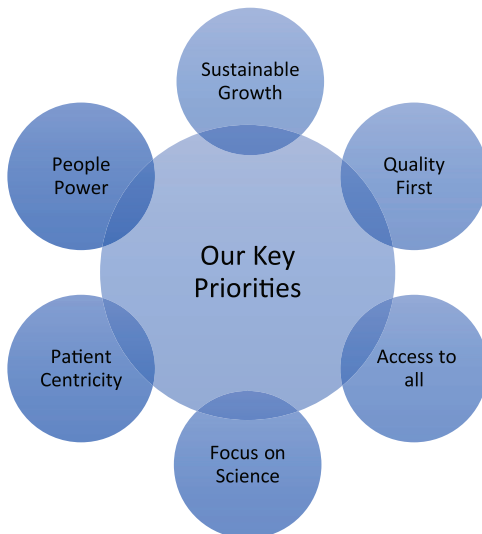 Sustainable
Growth
People
Power
Quality
First
Our Key
Priorities
Patient
Centricity
Access to
all
Focus on
Science